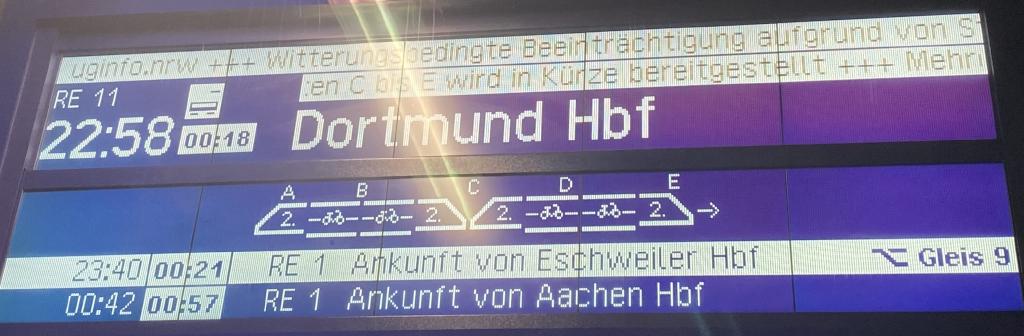 uginfo.nrw +++ Witterungsbedingte Beeinträchtigung aufgrund von S
en C bis E wird in Kürze bereitgestellt +++ Mehr
RE 11
22:58 00:18 Dortmund Hbf
A B C D E
2. 2. 2. 2.
23:40 00:21 RE 1 Ankunft von Eschweiler Hbf Gleis 9
00:42 00:57 RE 1 Ankunft von Aachen Hbf